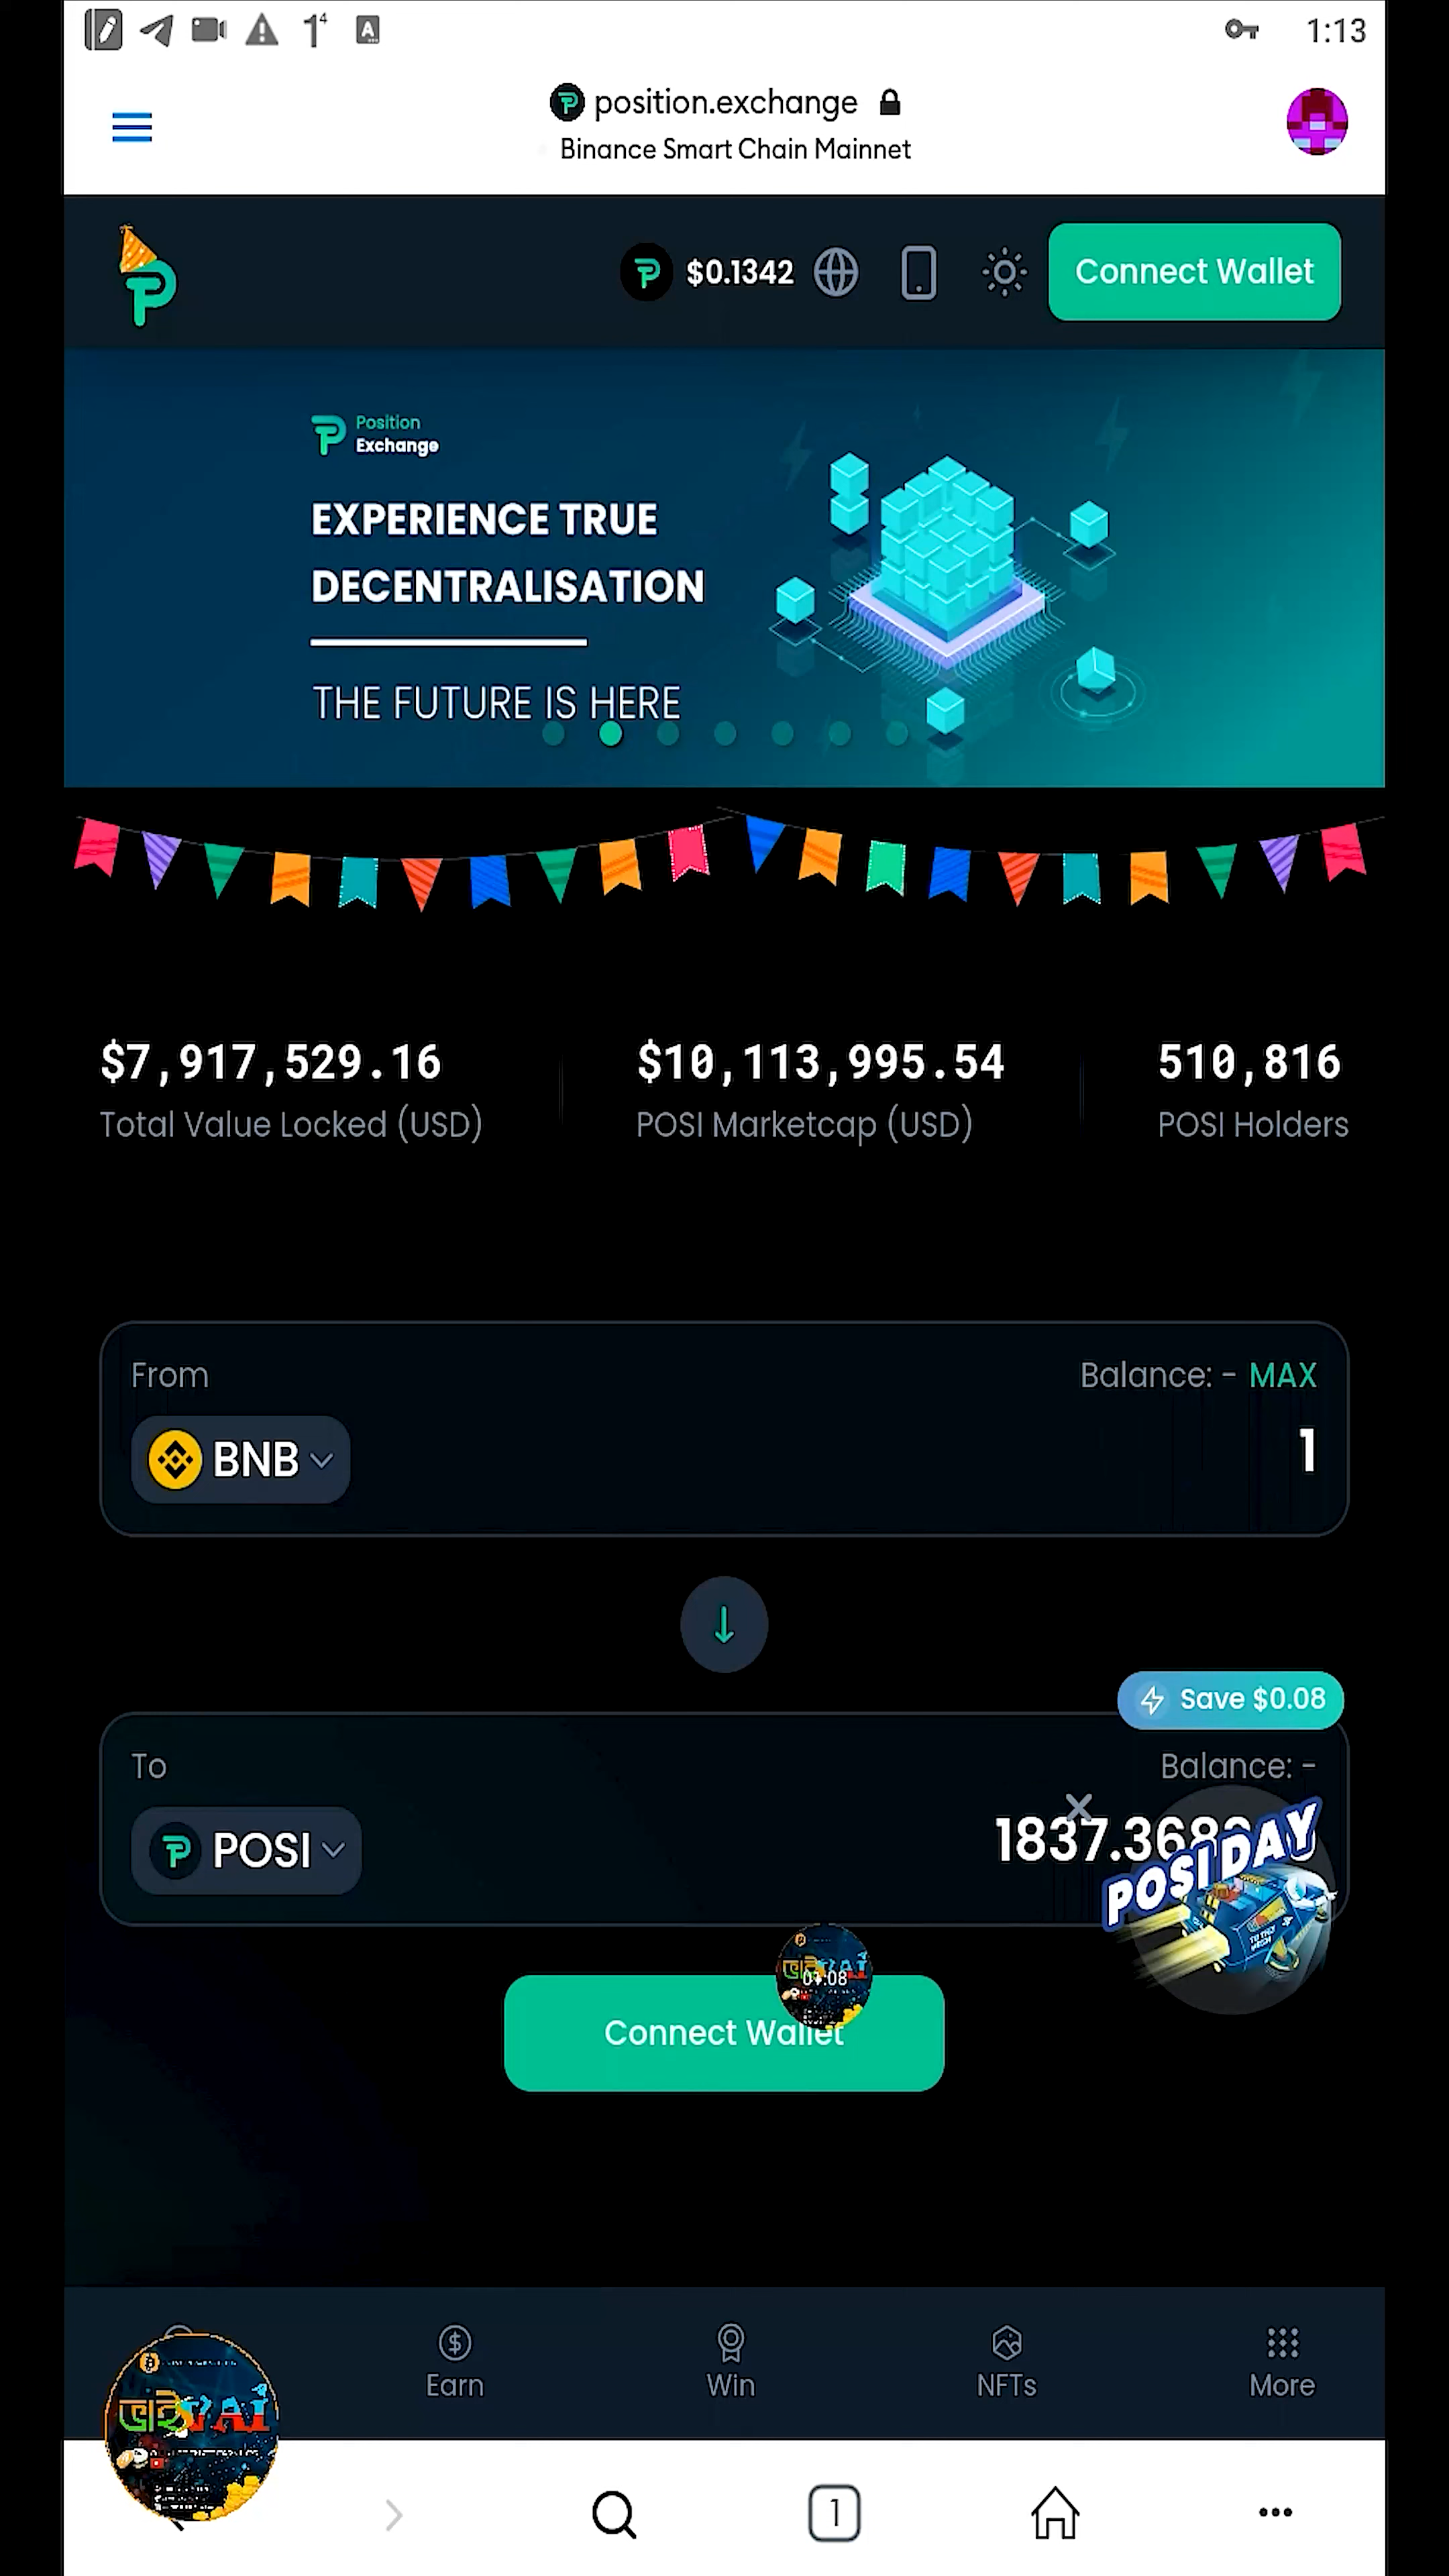 1:13
position.exchange
Binance Smart Chain Mainnet
$0.1342
Connect Wallet
Position
Exchange
EXPERIENCE TRUE
DECENTRALISATION
THE FUTURE IS HERE
$7,917,529.16
Total Value Locked (USD)
$10,113,995.54
POSI Marketcap (USD)
510,816
POSI Holders
From
Balance: - MAX
BNB
1
Save $0.08
To
Balance: -
POSI
POSI DAY
Connect Wallet
Earn
Win
NFTs
More
1